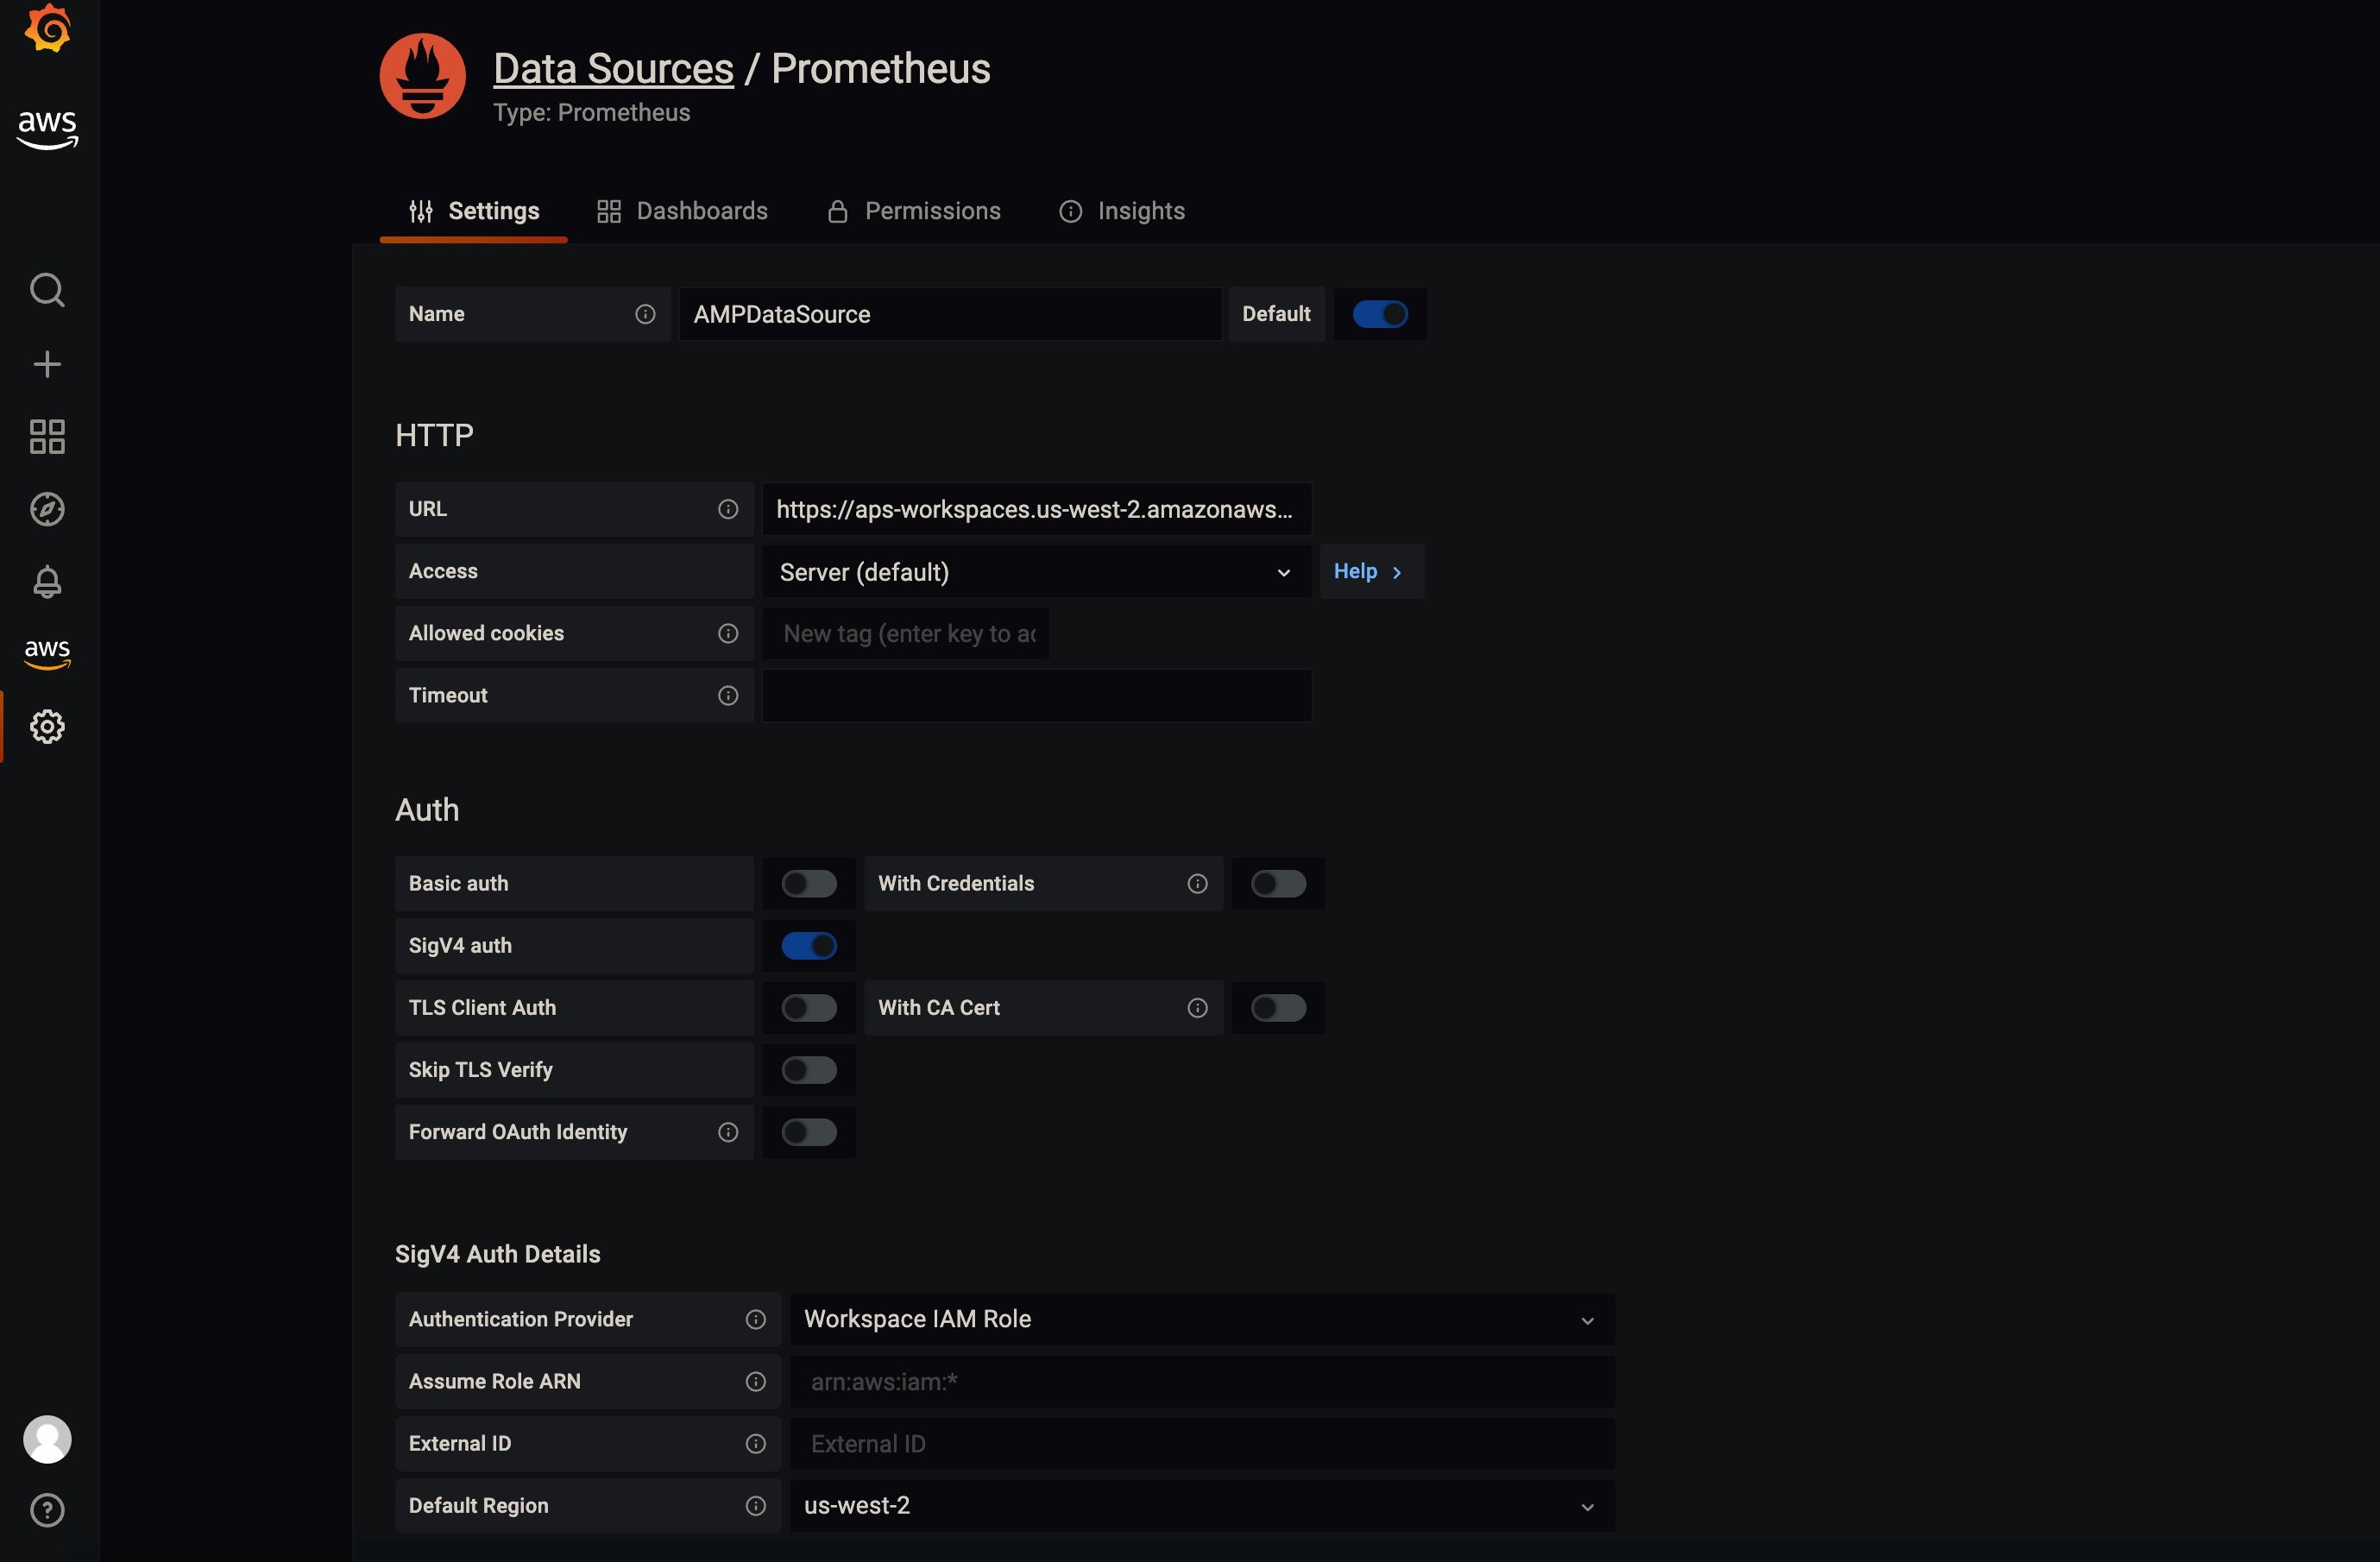 aws
Data Sources / Prometheus
Type: Prometheus
Settings Dashboards Permissions Insights
Name AMPDataSource Default
HTTP
URL https://aps-workspaces.us-west-2.amazonaws...
Access Server (default) Help
Allowed cookies New tag (enter key to ac
Timeout
aws
Auth
Basic auth With Credentials
SigV4 auth
TLS Client Auth With CA Cert
Skip TLS Verify
Forward OAuth Identity
SigV4 Auth Details
Authentication Provider Workspace IAM Role
Assume Role ARN arn:aws:iam:*
External ID External ID
Default Region us-west-2